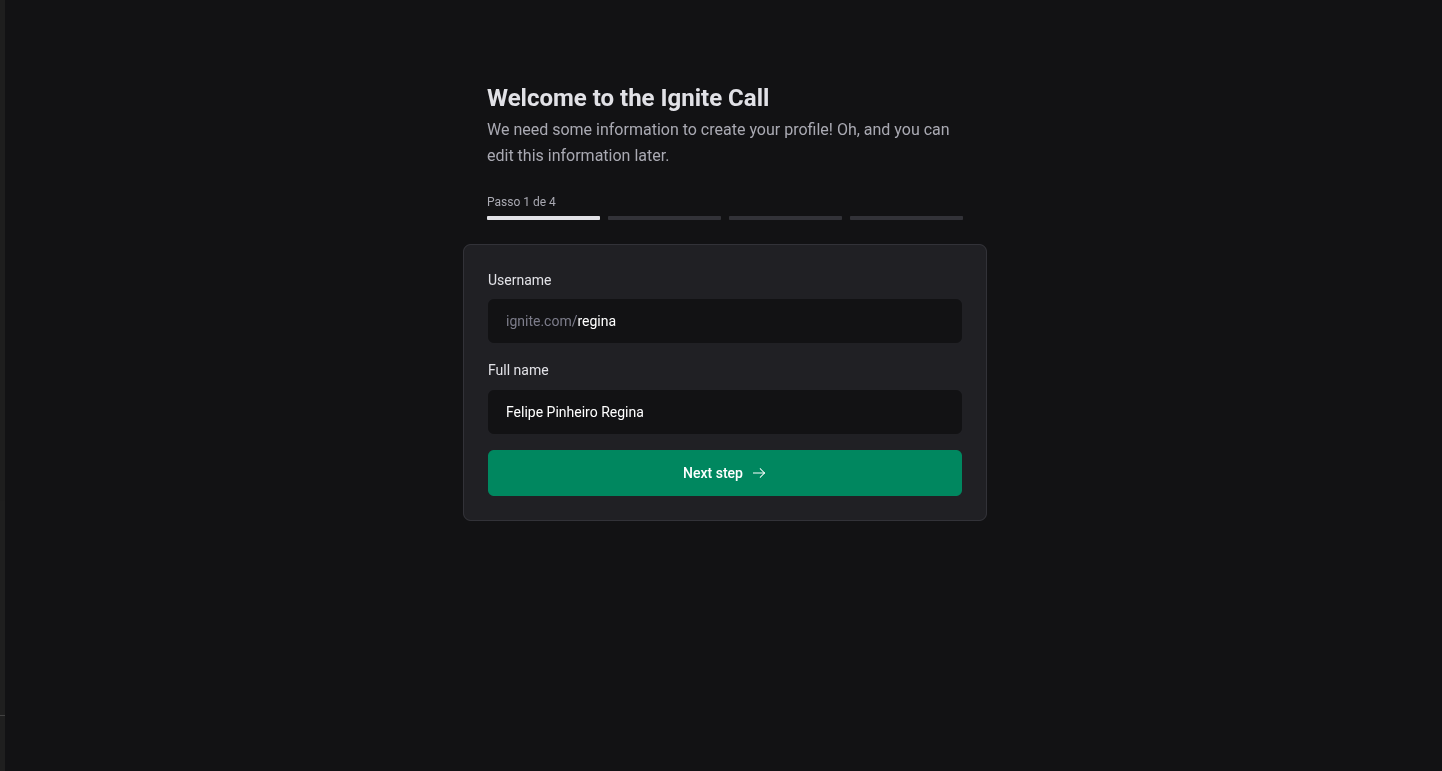 Welcome to the Ignite Call
We need some information to create your profile! Oh, and you can
edit this information later.
Passo 1 de 4
Username
ignite.com/regina
Full name
Felipe Pinheiro Regina
Next step →